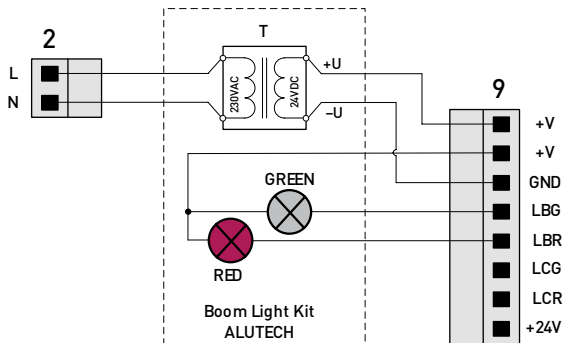 2
T
L
N
230VAC
24VDC
+U
–U
9
+V
+V
GND
LBG
LBR
LCG
LCR
+24V
GREEN
RED
Boom Light Kit
ALUTECH